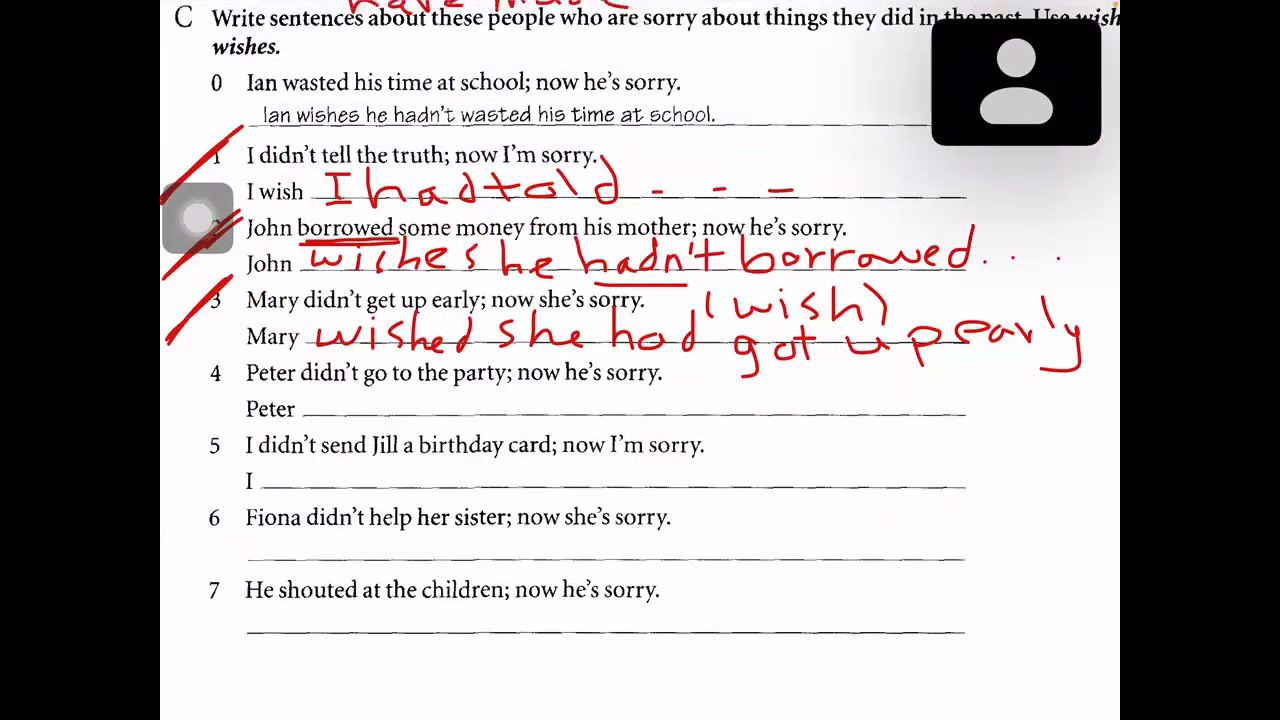 C Write sentences about these people who are sorry about things they did in the past. Use wish
wishes.
0 Ian wasted his time at school; now he's sorry.
Ian wishes he hadn't wasted his time at school.
1 I didn't tell the truth; now I'm sorry.
I wish I had told - - -
John borrowed some money from his mother; now he's sorry.
John wishes he hadn't borrowed. . . .
3 Mary didn't get up early; now she's sorry. (wish)
Mary wished she had got up early
4 Peter didn't go to the party; now he's sorry.
Peter
5 I didn't send Jill a birthday card; now I'm sorry.
I
6 Fiona didn't help her sister; now she's sorry.
7 He shouted at the children; now he's sorry.